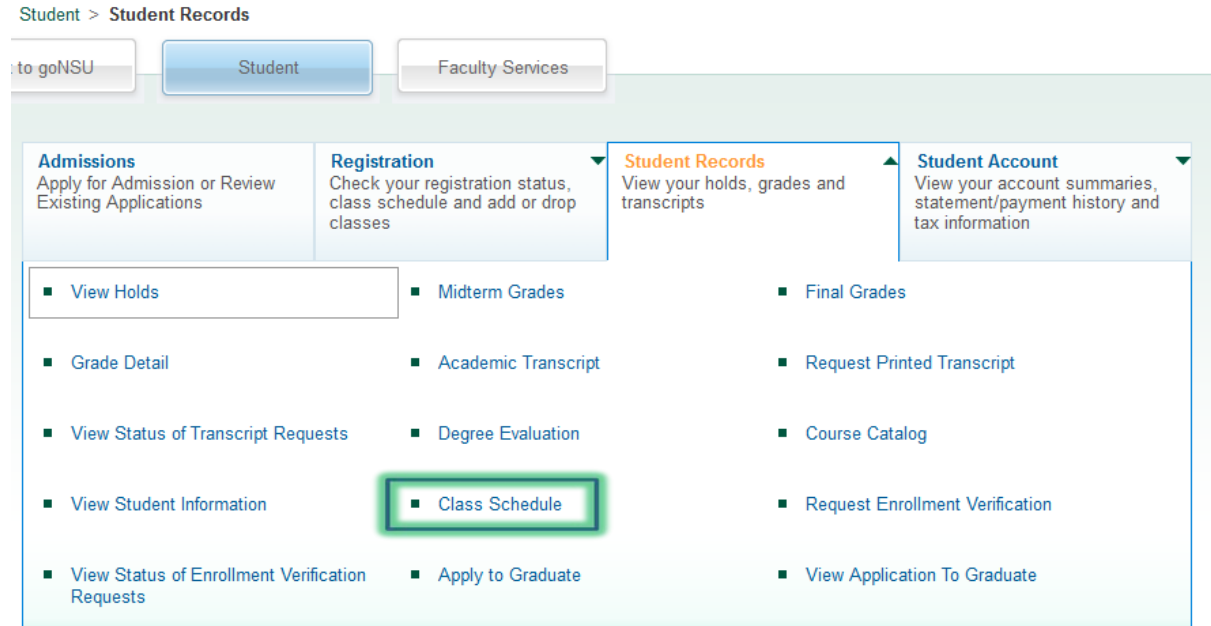 Student > Student Records
to goNSU
Student
Faculty Services
Admissions
Apply for Admission or Review
Existing Applications
Registration
Check your registration status,
class schedule and add or drop
classes
Student Records
View your holds, grades and
transcripts
Student Account
View your account summaries,
statement/payment history and
tax information
View Holds
Midterm Grades
Final Grades
Grade Detail
Academic Transcript
Request Printed Transcript
View Status of Transcript Requests
Degree Evaluation
Course Catalog
View Student Information
Class Schedule
Request Enrollment Verification
View Status of Enrollment Verification
Requests
Apply to Graduate
View Application To Graduate